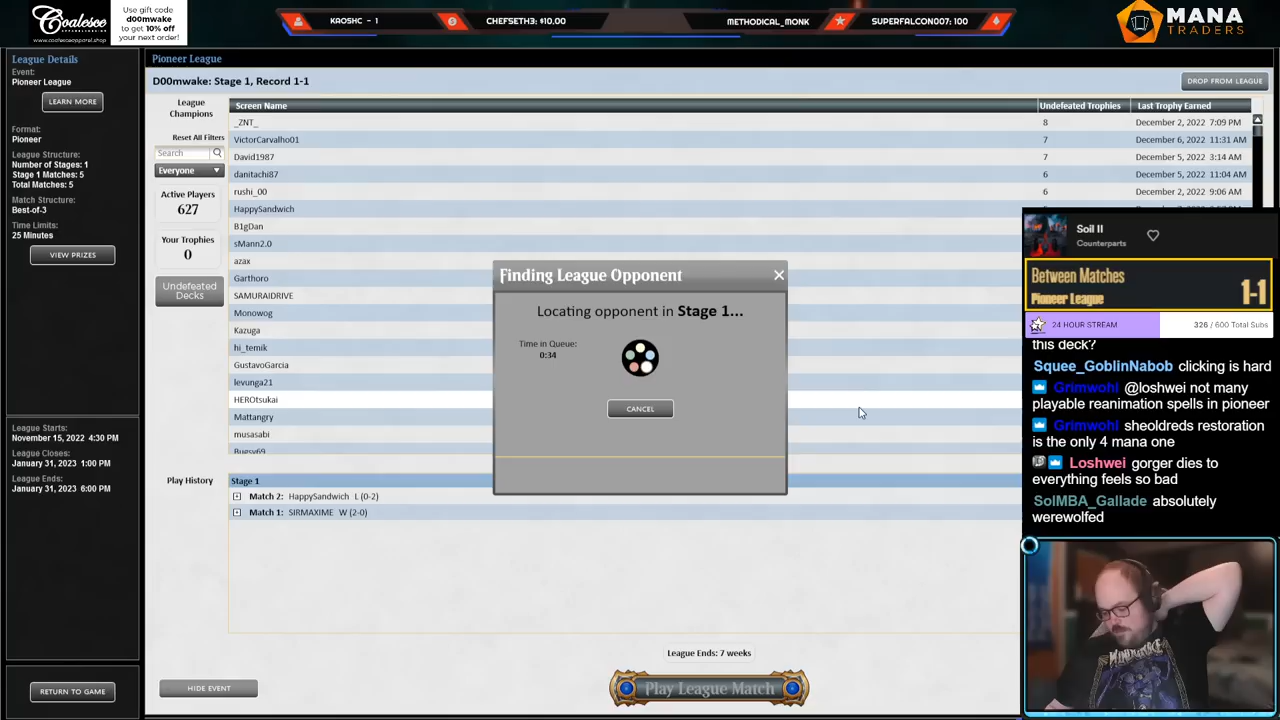 Coalesce
www.coalesceapparel.shop
Use gift code
d00mwake
to get 10% off
your next order!
KAOSHC - 1
CHEFSETH3: $10.00
METHODICAL_MONK
SUPERFALCON007: 100
MANA
TRADERS
League Details
Event:
Pioneer League
LEARN MORE
Format:
Pioneer
League Structure:
Number of Stages: 1
Stage 1 Matches: 5
Total Matches: 5
Match Structure:
Best-of-3
Time Limits:
25 Minutes
VIEW PRIZES
League Starts:
November 15, 2022 4:30 PM
League Closes:
January 31, 2023 1:00 PM
League Ends:
January 31, 2023 6:00 PM
RETURN TO GAME
Pioneer League
D00mwake: Stage 1, Record 1-1
DROP FROM LEAGUE
League
Champions
Reset All Filters
Search
Everyone
Active Players
627
Your Trophies
0
Undefeated
Decks
Screen Name Undefeated Trophies Last Trophy Earned
_ZNT_ 8 December 2, 2022 7:09 PM
VictorCarvalho01 7 December 6, 2022 11:31 AM
David1987 7 December 5, 2022 3:14 AM
danitachi87 6 December 5, 2022 11:04 AM
rushi_00 6 December 2, 2022 9:06 AM
HappySandwich
B1gDan
sMann2.0
azax
Garthoro
SAMURAIDRIVE
Monowog
Kazuga
hi_temik
GustavoGarcia
levunga21
HEROtsukai
Mattangry
musasabi
Bugsy69
Finding League Opponent
Locating opponent in Stage 1...
Time in Queue:
0:34
CANCEL
Play History
Stage 1
Match 2: HappySandwich L (0-2)
Match 1: SIRMAXIME W (2-0)
League Ends: 7 weeks
HIDE EVENT
Play League Match
Soil II
Counterparts
Between Matches
Pioneer League
1-1
24 HOUR STREAM
326 / 600 Total Subs
this deck?
Squee_GoblinNabob clicking is hard
Grimwohl @loshwei not many
playable reanimation spells in pioneer
Grimwohl sheoldreds restoration
is the only 4 mana one
Loshwei gorger dies to
everything feels so bad
SolMBA_Gallade absolutely
werewolfed